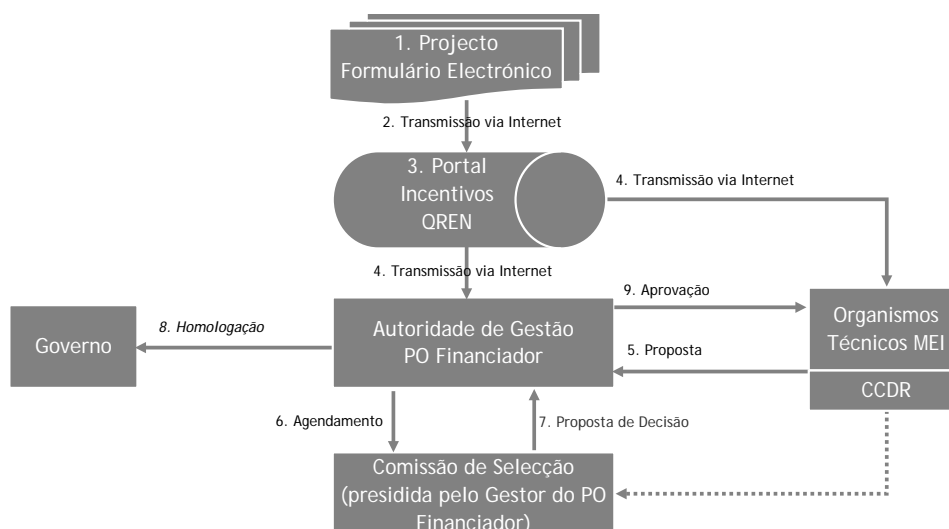 1. Projecto
Formulário Electrónico
2. Transmissão via Internet
3. Portal
Incentivos
QREN
4. Transmissão via Internet
4. Transmissão via Internet
9. Aprovação
8. Homologação
Governo
Autoridade de Gestão
PO Financiador
Organismos
Técnicos MEI
5. Proposta
CCDR
6. Agendamento
7. Proposta de Decisão
Comissão de Selecção
(presidida pelo Gestor do PO
Financiador)